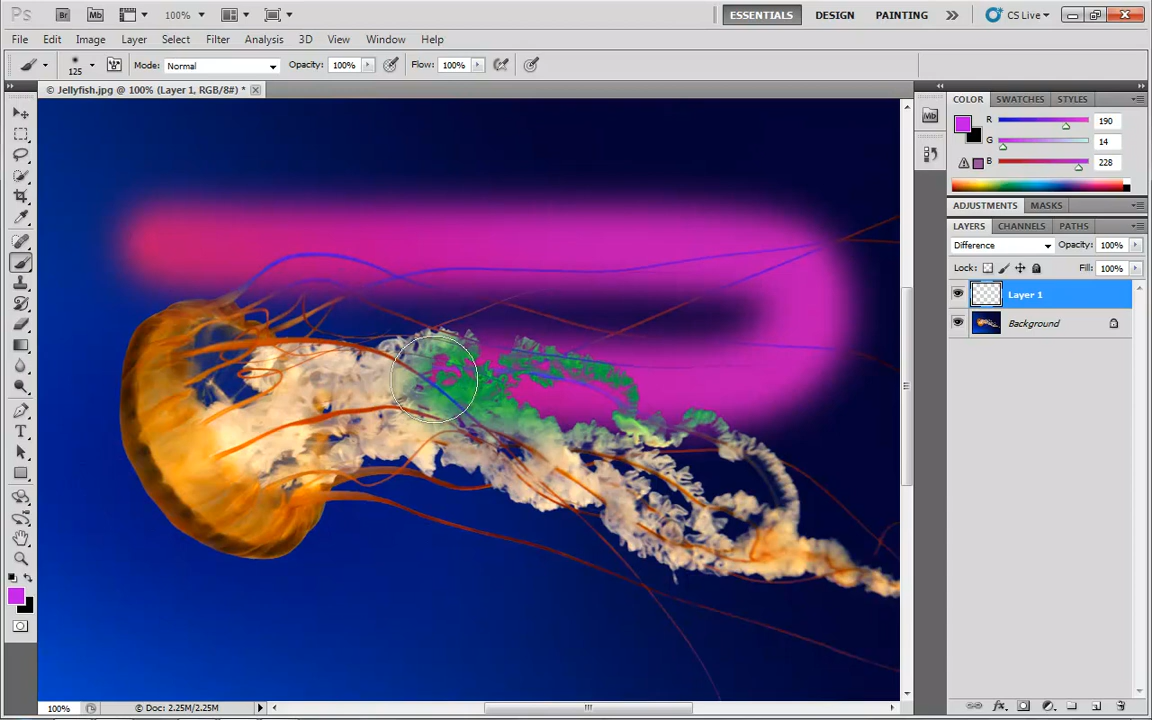 Ps Br Mb 100% ESSENTIALS DESIGN PAINTING CS Live
File Edit Image Layer Select Filter Analysis 3D View Window Help
125 Mode: Normal Opacity: 100% Flow: 100%
© Jellyfish.jpg @ 100% (Layer 1, RGB/8#) *
COLOR SWATCHES STYLES
Mb
R 190
G 14
B 228
ADJUSTMENTS MASKS
LAYERS CHANNELS PATHS
Difference Opacity: 100%
Lock: Fill: 100%
Layer 1
Background
T
100% Doc: 2.25M/2.25M
fx